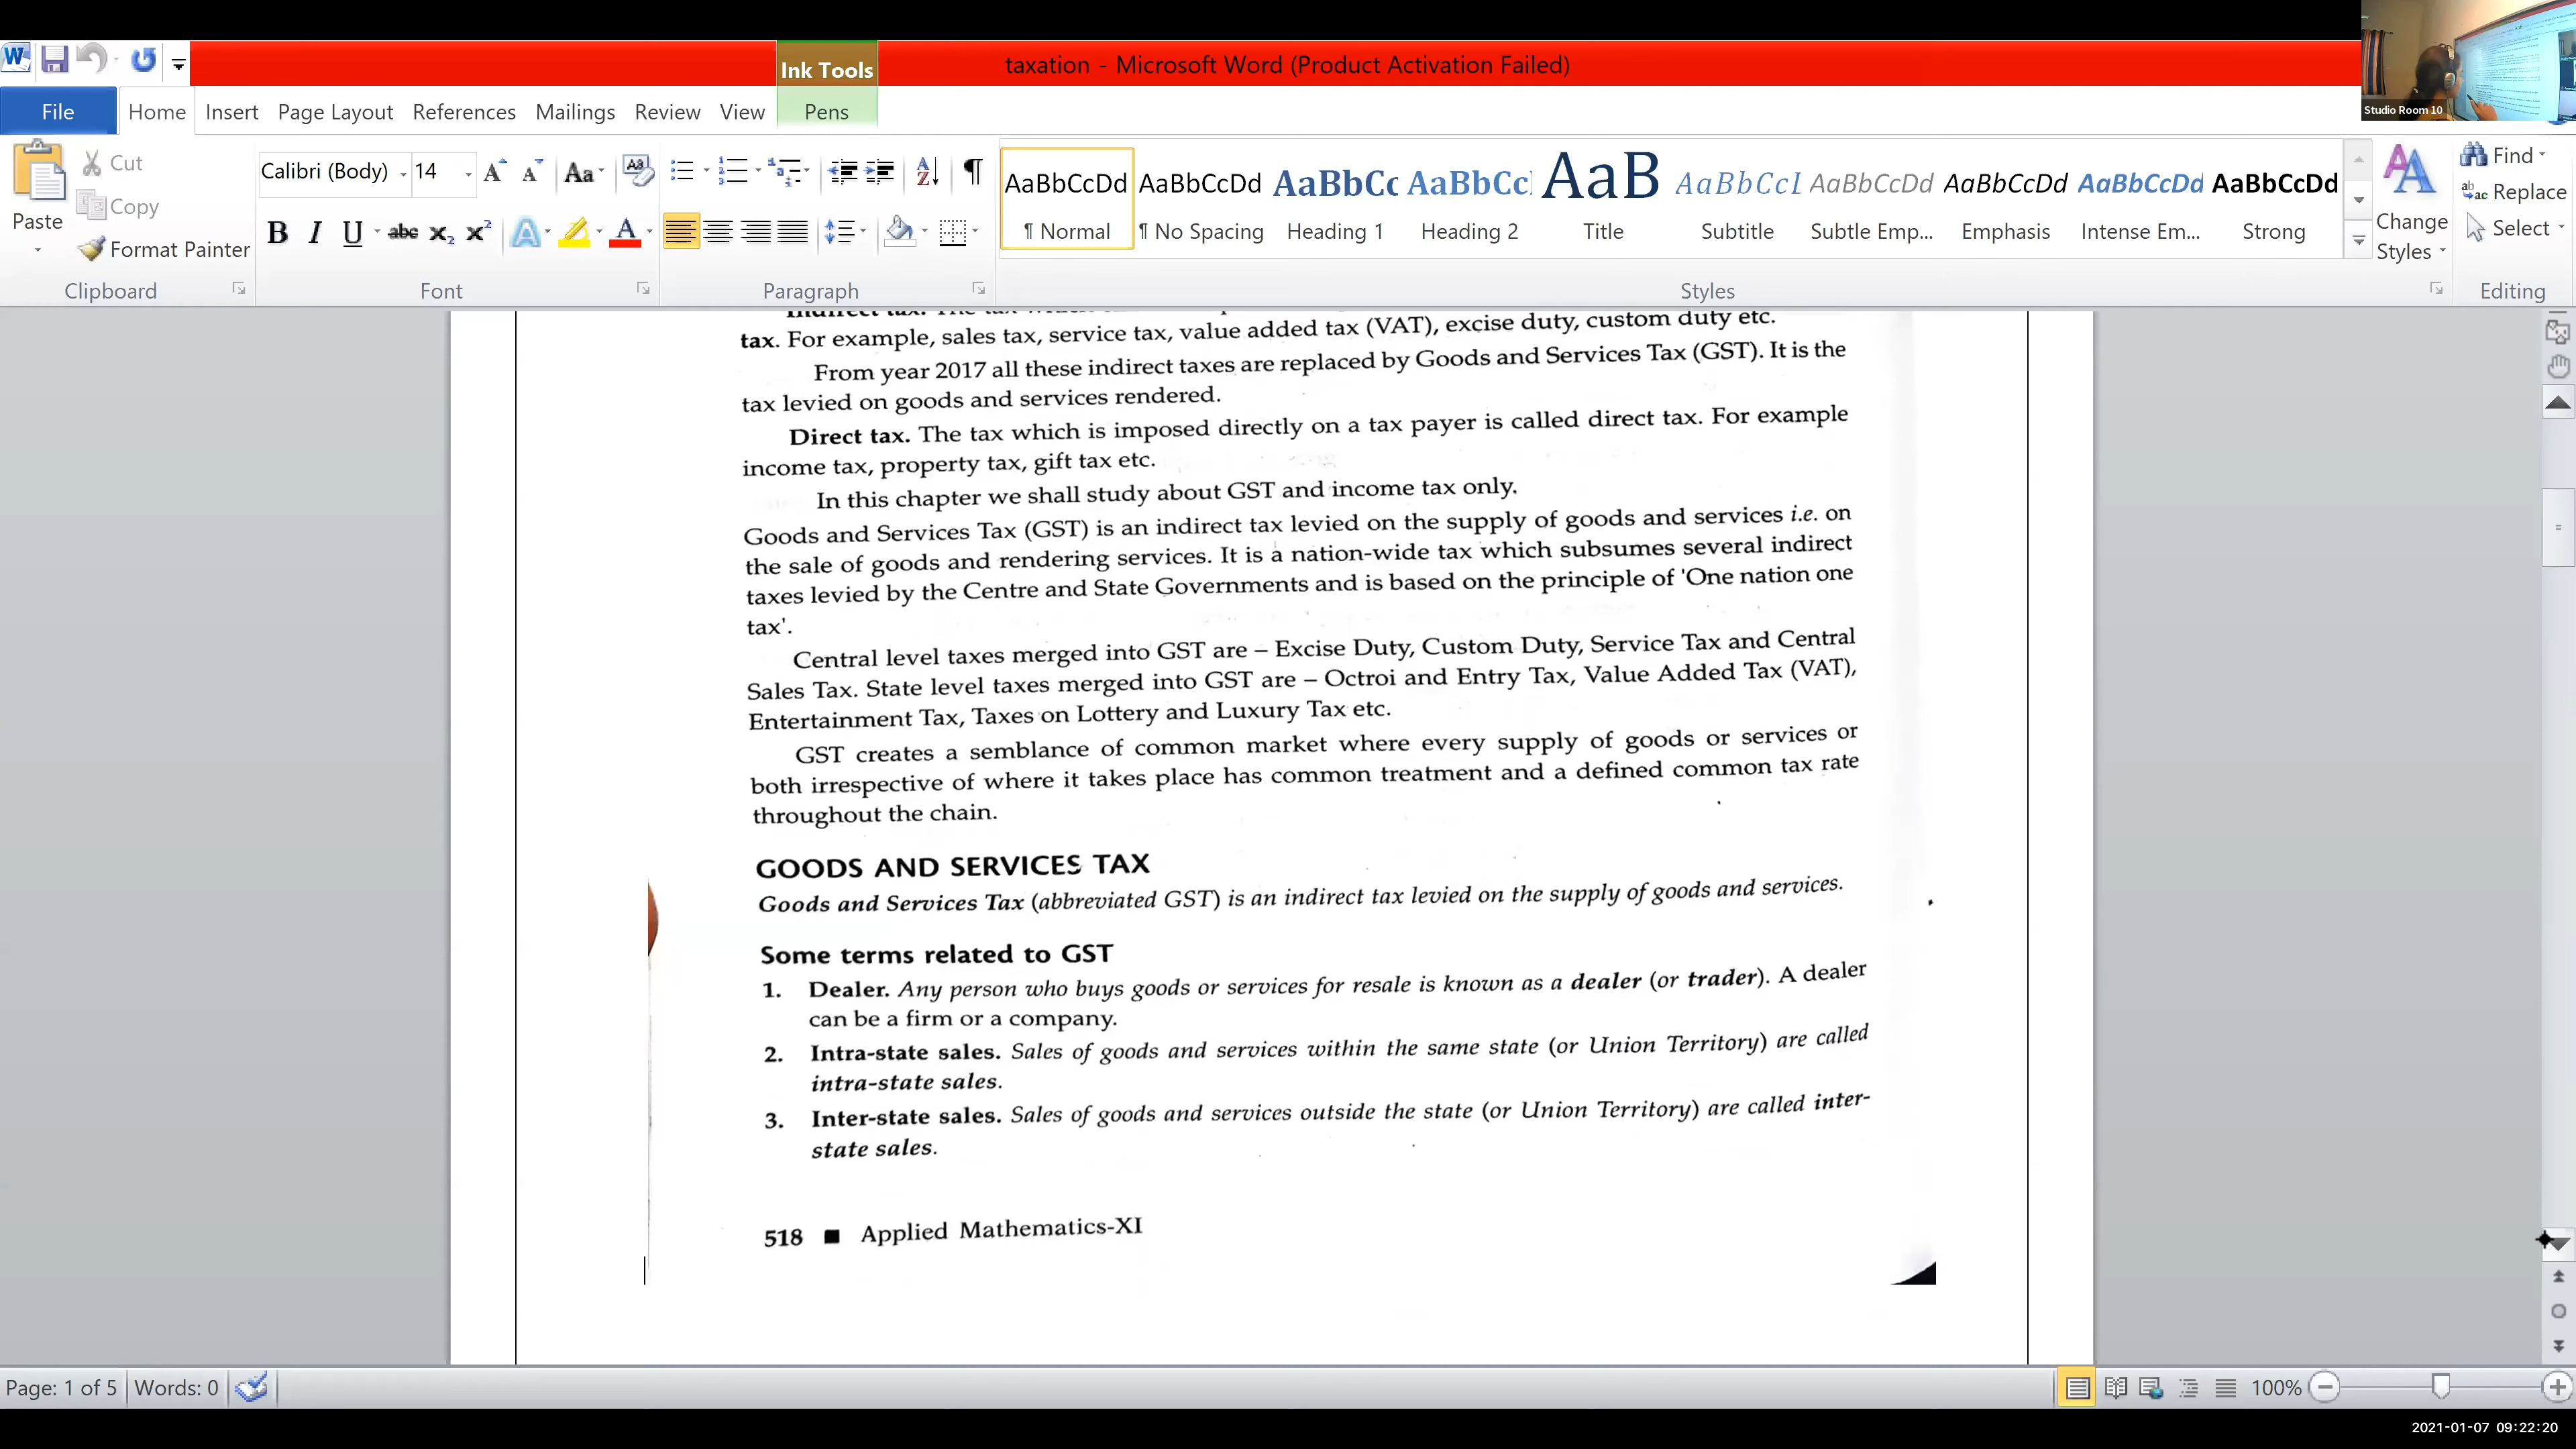 Ink Tools
taxation - Microsoft Word (Product Activation Failed)
Studio Room 10
File Home Insert Page Layout References Mailings Review View Pens
Paste
Cut
Copy
Format Painter
Clipboard
Calibri (Body) 14
Font
Paragraph
AaBbCcDd AaBbCcDd AaBbCc AaBbCc AaB AaBbCcI AaBbCcDd AaBbCcDd AaBbCcDd AaBbCcDd
¶ Normal ¶ No Spacing Heading 1 Heading 2 Title Subtitle Subtle Emp... Emphasis Intense Em... Strong
Styles
Change
Styles
Find
Replace
Select
Editing
Indirect tax. The tax which
tax. For example, sales tax, service tax, value added tax (VAT), excise duty, custom duty etc.
From year 2017 all these indirect taxes are replaced by Goods and Services Tax (GST). It is the
tax levied on goods and services rendered.
Direct tax. The tax which is imposed directly on a tax payer is called direct tax. For example
income tax, property tax, gift tax etc.
In this chapter we shall study about GST and income tax only.
Goods and Services Tax (GST) is an indirect tax levied on the supply of goods and services i.e. on
the sale of goods and rendering services. It is a nation-wide tax which subsumes several indirect
taxes levied by the Centre and State Governments and is based on the principle of 'One nation one
tax'.
Central level taxes merged into GST are – Excise Duty, Custom Duty, Service Tax and Central
Sales Tax. State level taxes merged into GST are – Octroi and Entry Tax, Value Added Tax (VAT),
Entertainment Tax, Taxes on Lottery and Luxury Tax etc.
GST creates a semblance of common market where every supply of goods or services or
both irrespective of where it takes place has common treatment and a defined common tax rate
throughout the chain.
GOODS AND SERVICES TAX
Goods and Services Tax (abbreviated GST) is an indirect tax levied on the supply of goods and services.
Some terms related to GST
1. Dealer. Any person who buys goods or services for resale is known as a dealer (or trader). A dealer
can be a firm or a company.
2. Intra-state sales. Sales of goods and services within the same state (or Union Territory) are called
intra-state sales.
3. Inter-state sales. Sales of goods and services outside the state (or Union Territory) are called inter-
state sales.
518 ■ Applied Mathematics-XI
Page: 1 of 5 Words: 0 100%
2021-01-07 09:22:20